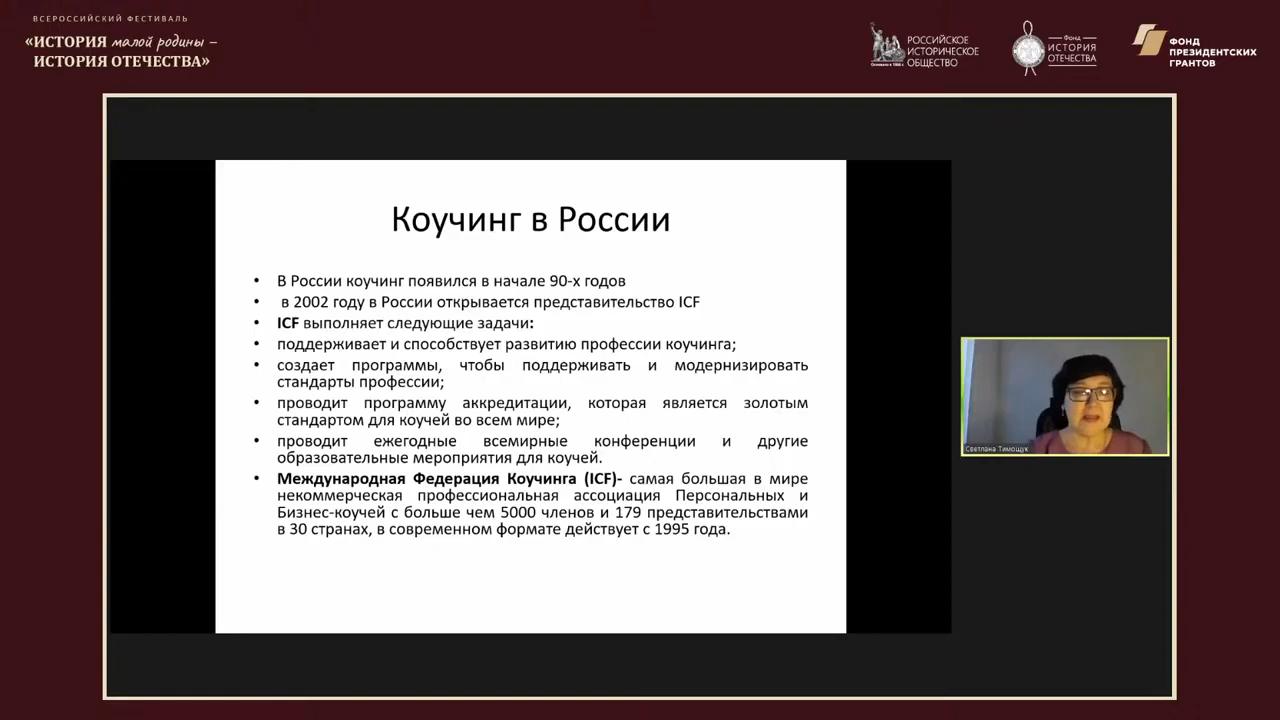 ВСЕРОССИЙСКИЙ ФЕСТИВАЛЬ
«ИСТОРИЯ малой родины –
ИСТОРИЯ ОТЕЧЕСТВА»
РОССИЙСКОЕ
ИСТОРИЧЕСКОЕ
ОБЩЕСТВО
Основано в 1866 г.
Фонд
ИСТОРИЯ
ОТЕЧЕСТВА
ФОНД
ПРЕЗИДЕНТСКИХ
ГРАНТОВ
Коучинг в России
• В России коучинг появился в начале 90-х годов
• в 2002 году в России открывается представительство ICF
• ICF выполняет следующие задачи:
• поддерживает и способствует развитию профессии коучинга;
• создает программы, чтобы поддерживать и модернизировать
стандарты профессии;
• проводит программу аккредитации, которая является золотым
стандартом для коучей во всем мире;
• проводит ежегодные всемирные конференции и другие
образовательные мероприятия для коучей.
• Международная Федерация Коучинга (ICF)- самая большая в мире
некоммерческая профессиональная ассоциация Персональных и
Бизнес-коучей с больше чем 5000 членов и 179 представительствами
в 30 странах, в современном формате действует с 1995 года.
Светлана Тимощук